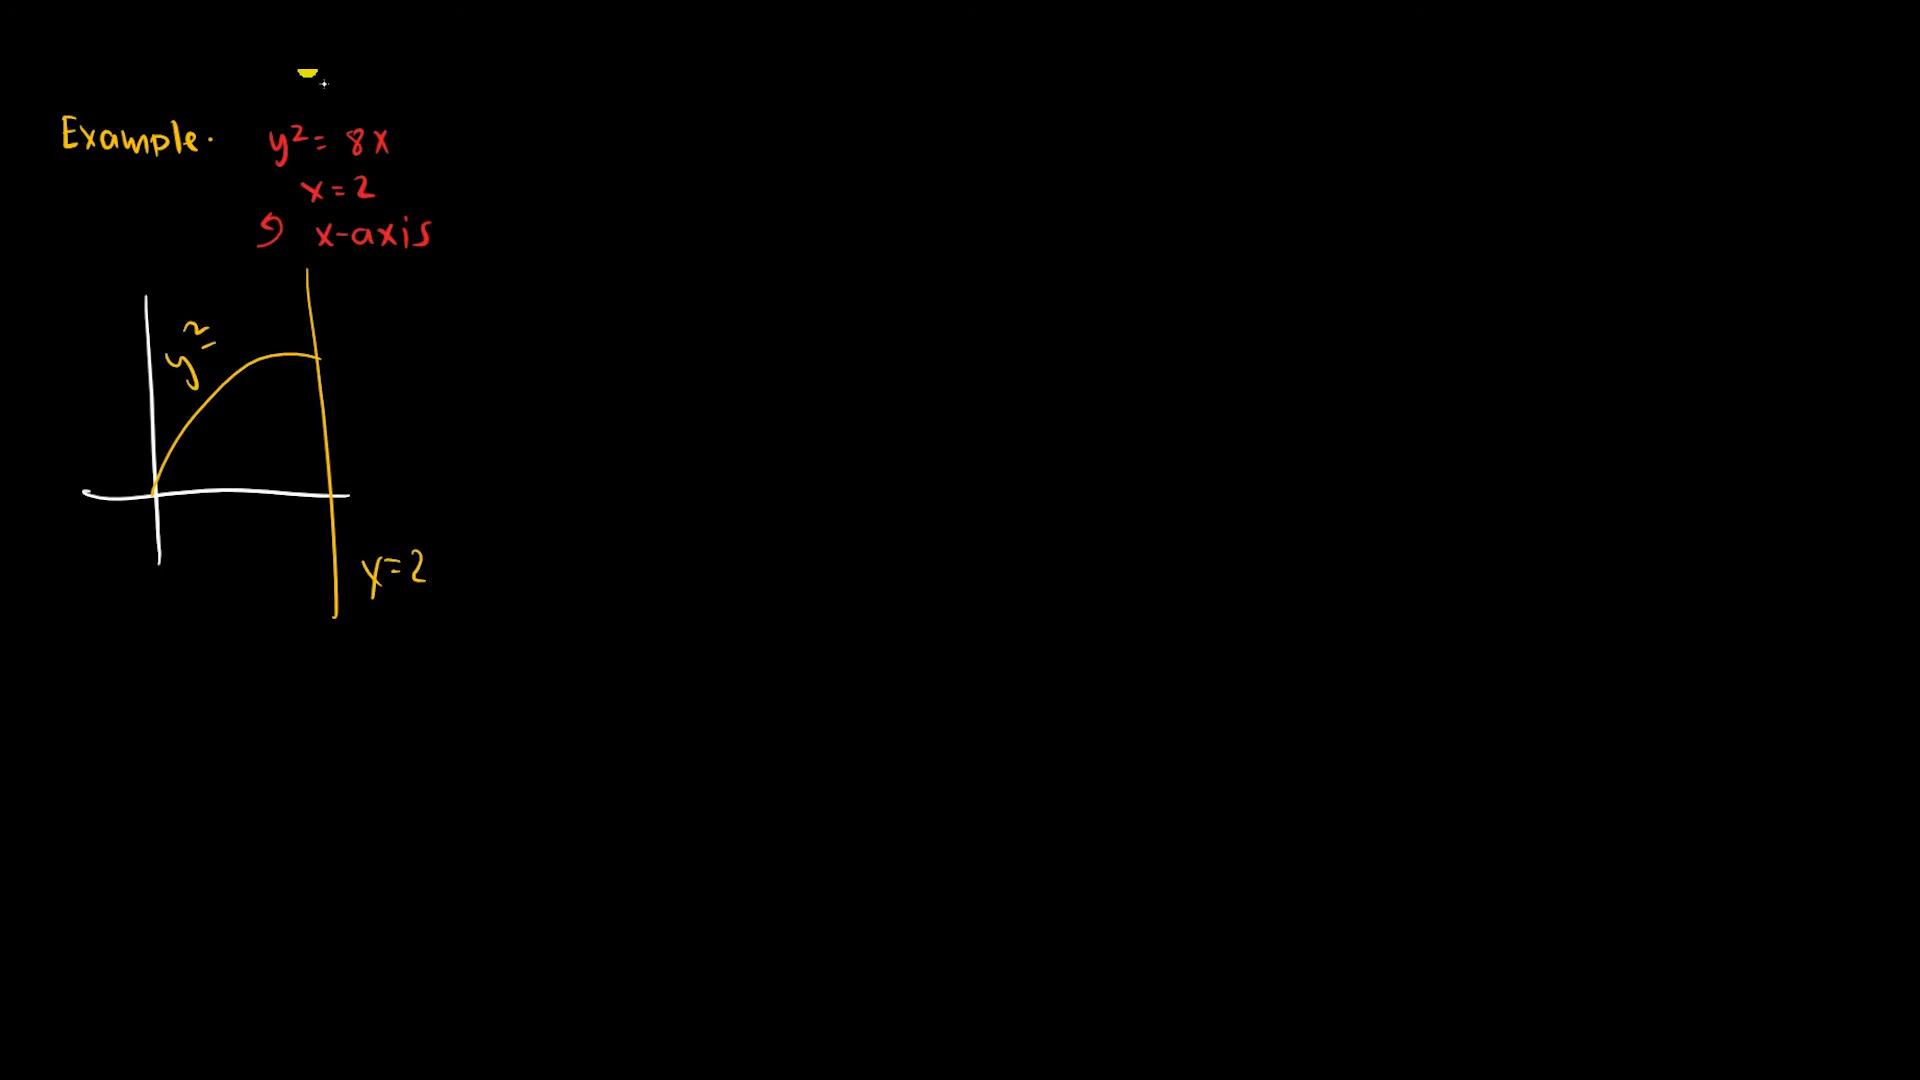 Example. y² = 8x
x = 2
x-axis
y² =
x = 2